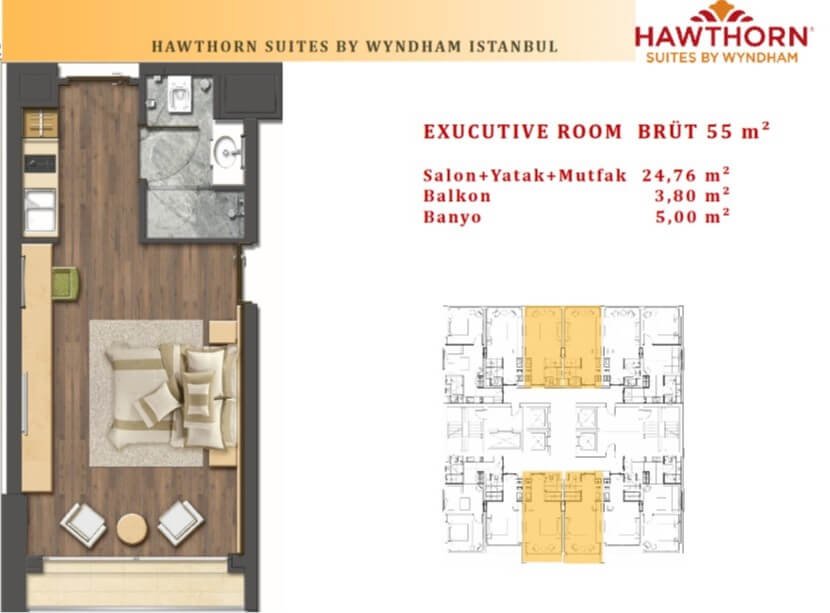 HAWTHORN SUITES BY WYNDHAM ISTANBUL
HAWTHORN®
SUITES BY WYNDHAM
EXUCUTIVE ROOM BRÜT 55 m²
Salon+Yatak+Mutfak 24,76 m²
Balkon 3,80 m²
Banyo 5,00 m²